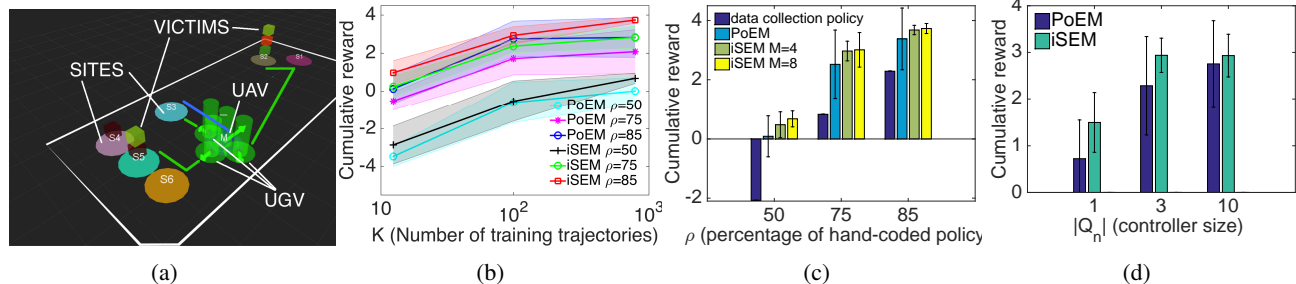 VICTIMS
SITES
UAV
UGV
S1
S2
S3
S4
S5
S6
M
(a)
Cumulative reward
4
2
0
-2
-4
10
10²
10³
K (Number of training trajectories)
PoEM ρ=50
PoEM ρ=75
PoEM ρ=85
iSEM ρ=50
iSEM ρ=75
iSEM ρ=85
(b)
Cumulative reward
4
2
0
-2
50
75
85
ρ (percentage of hand-coded policy
data collection policy
PoEM
iSEM M=4
iSEM M=8
(c)
Cumulative reward
4
3
2
1
0
1
3
10
|Qₙ| (controller size)
PoEM
iSEM
(d)